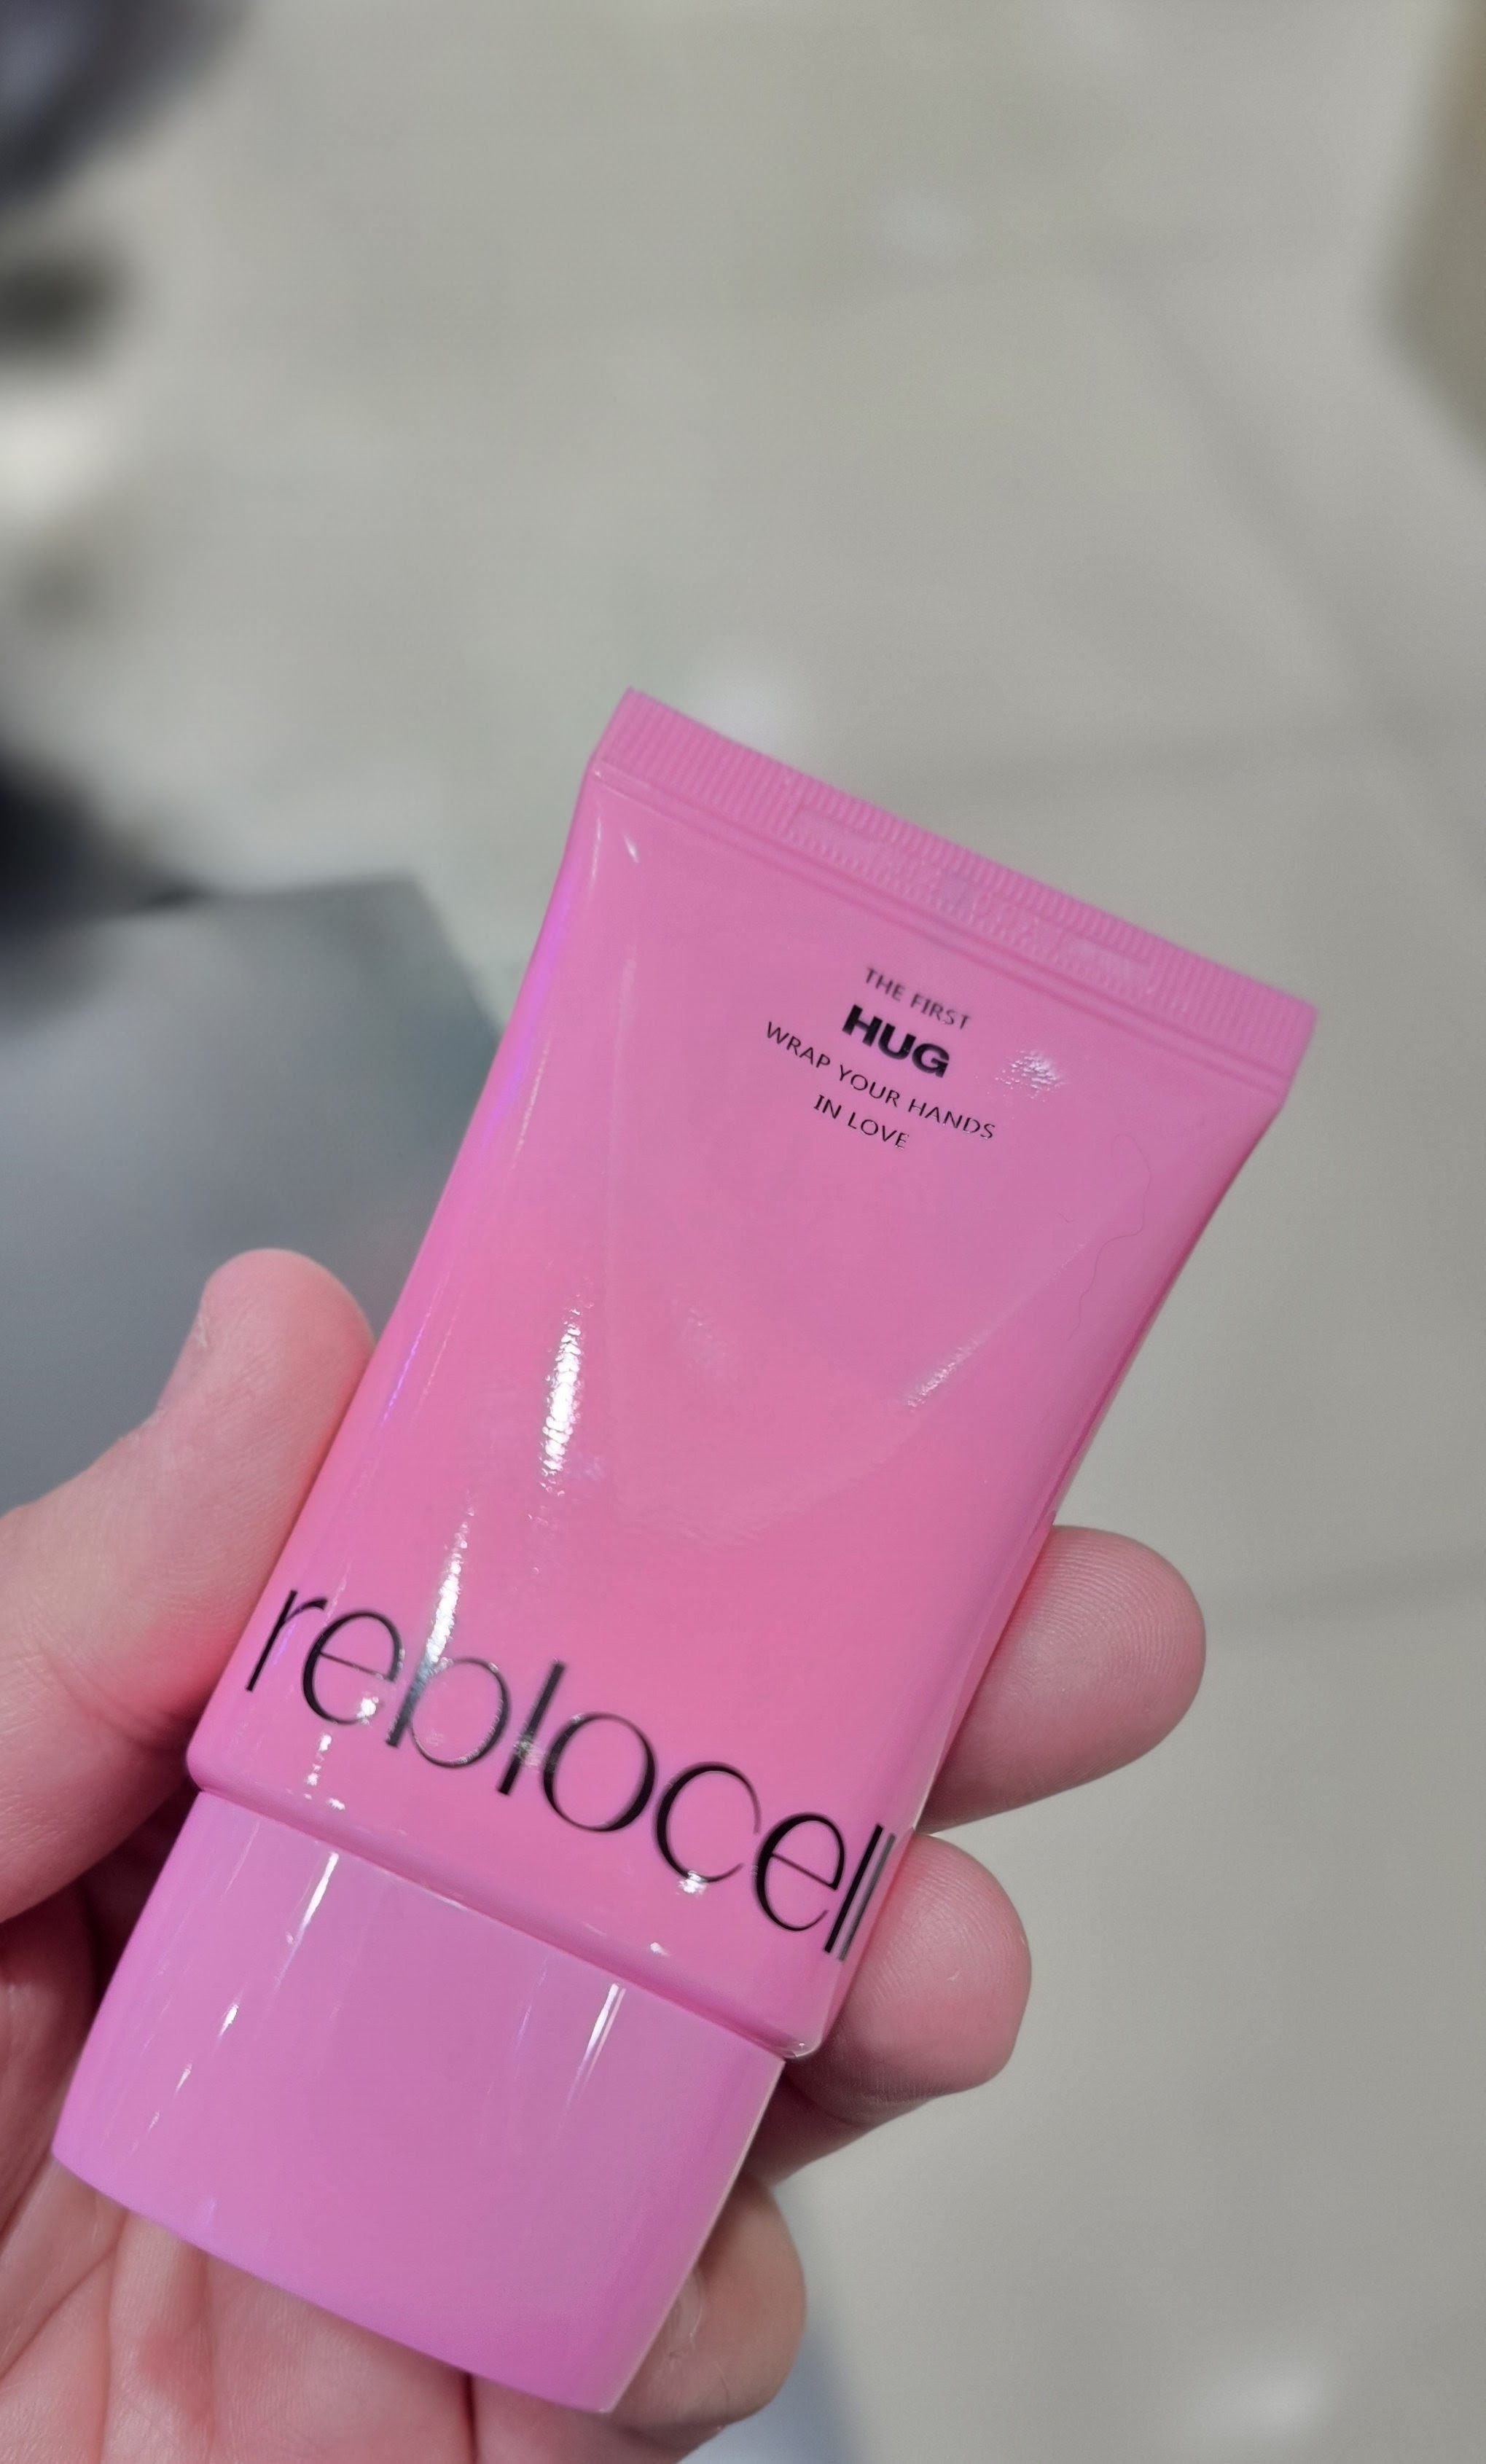 THE FIRST
HUG
WRAP YOUR HANDS
IN LOVE
reblocell